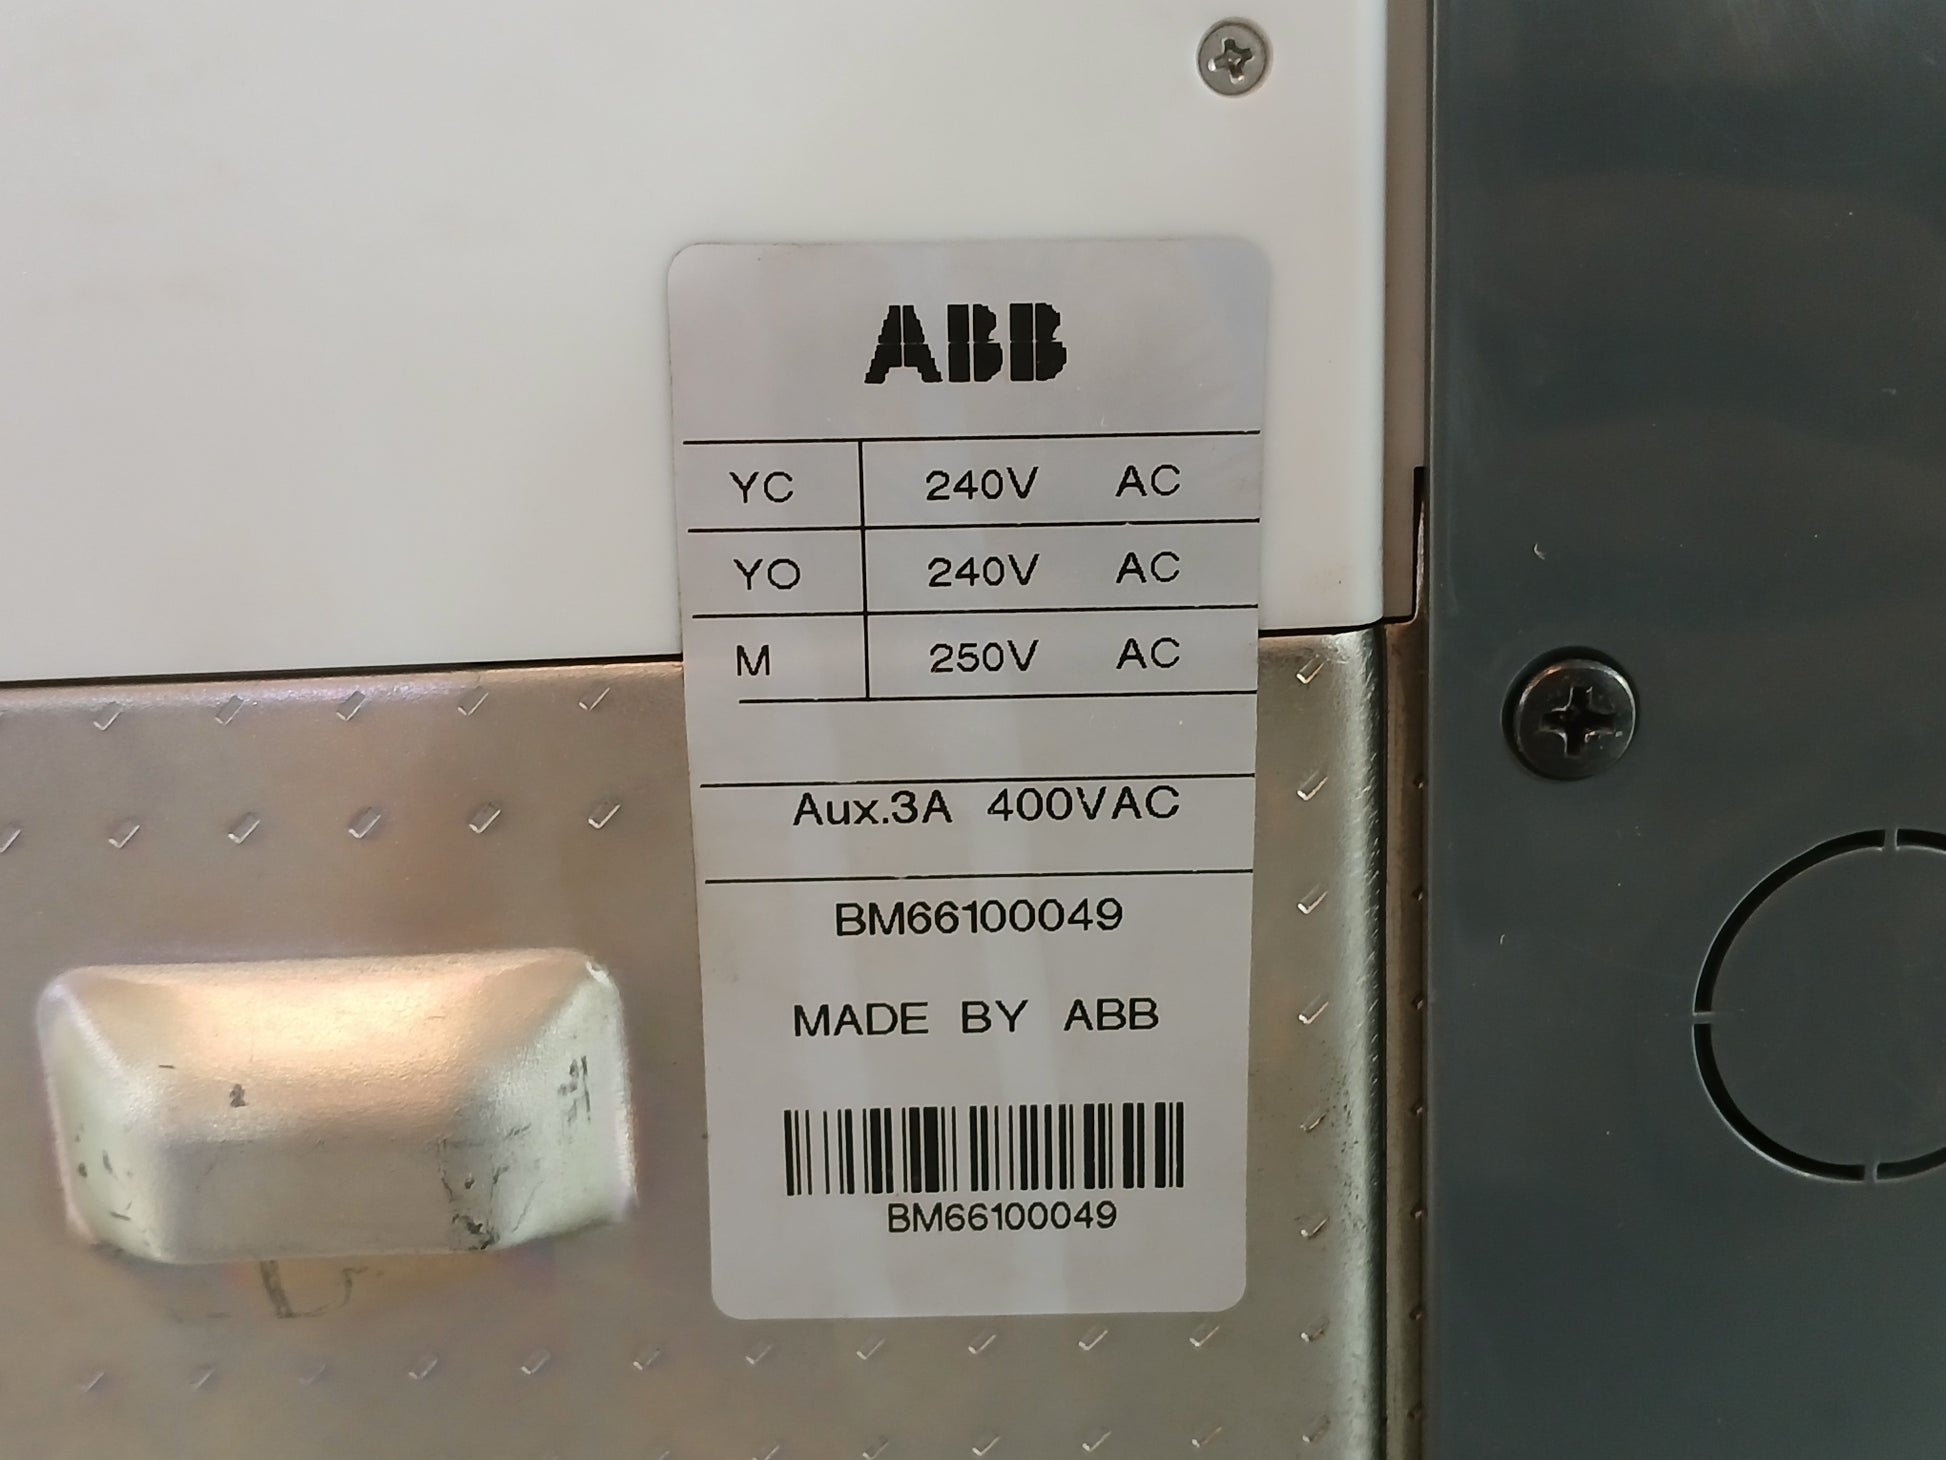 ABB
YC 240V AC
YO 240V AC
M 250V AC
Aux.3A 400VAC
BM66100049
MADE BY ABB
BM66100049